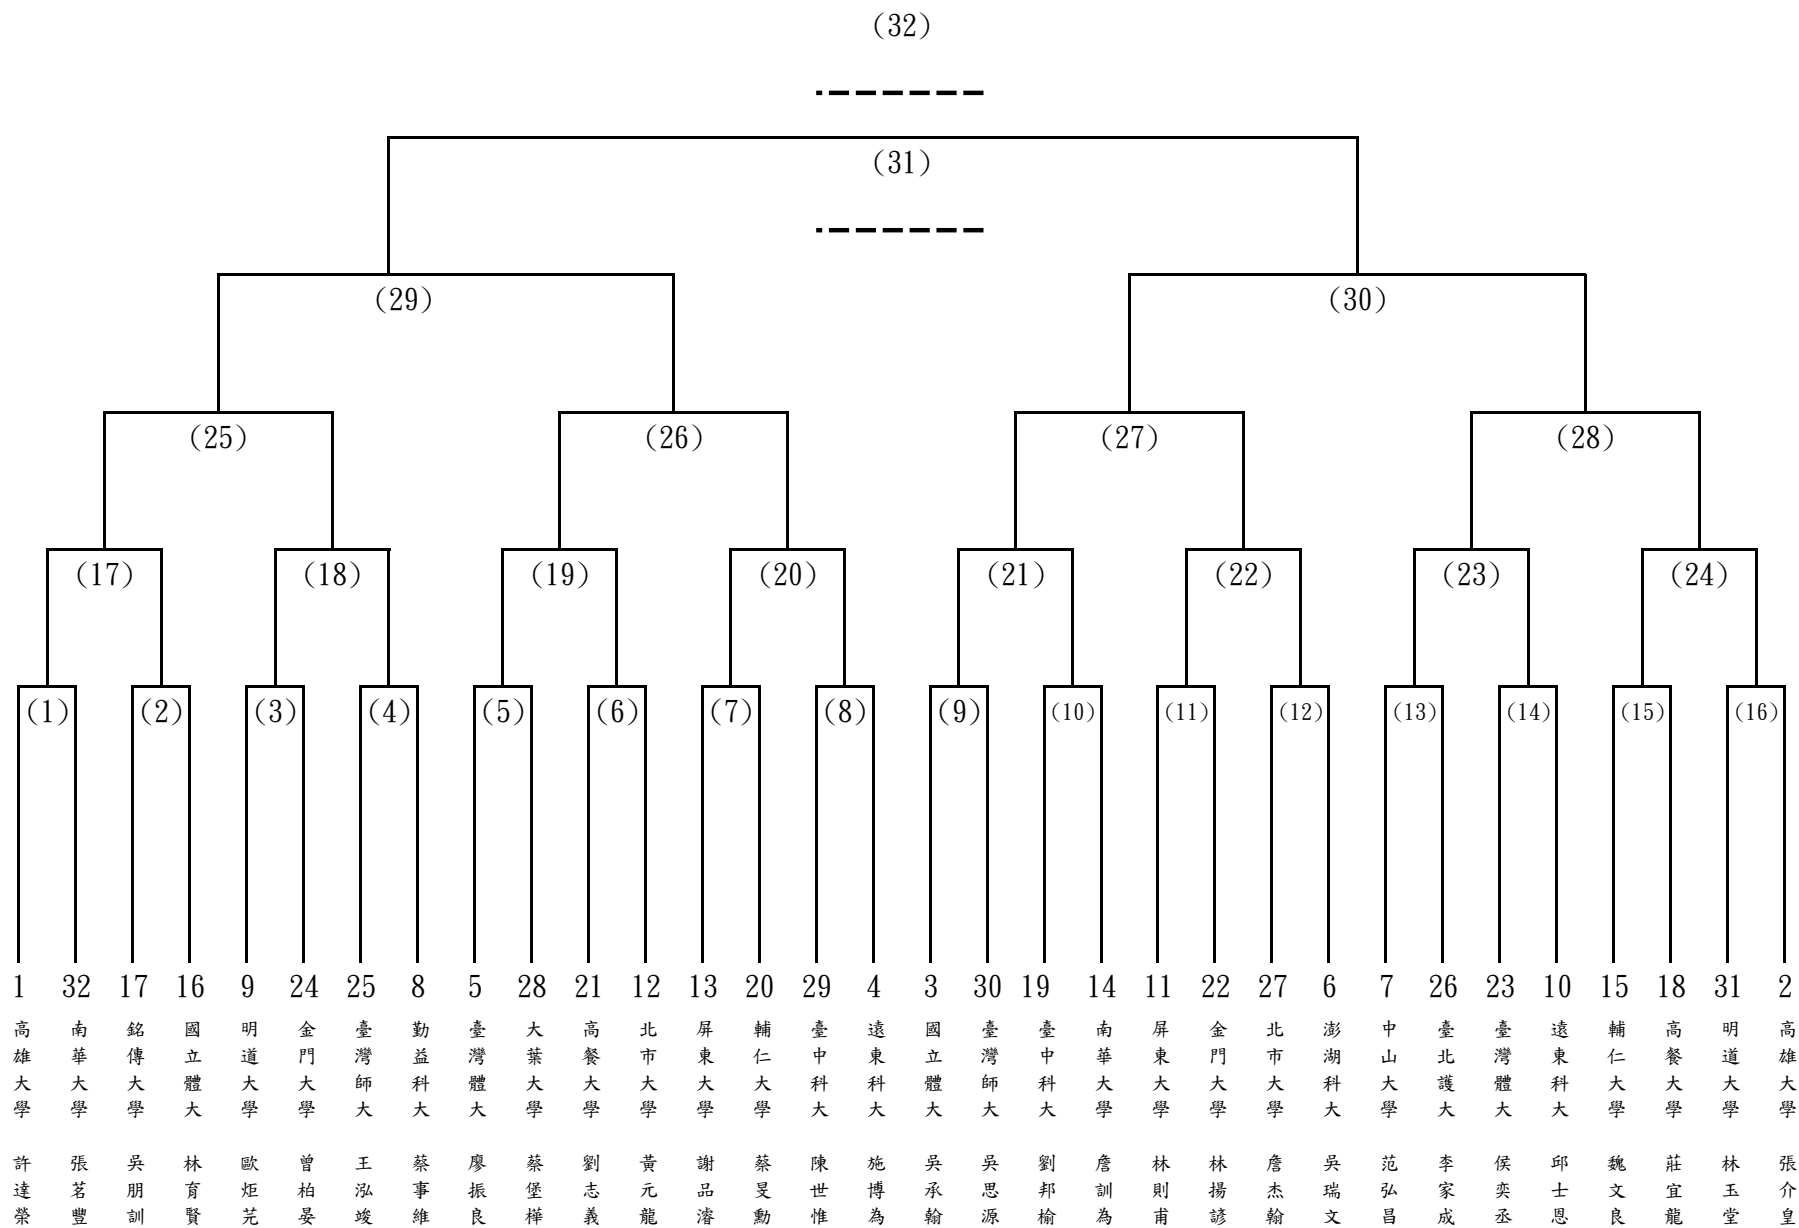 (32)
(31)
(29) (30)
(25) (26) (27) (28)
(17) (18) (19) (20) (21) (22) (23) (24)
(1) (2) (3) (4) (5) (6) (7) (8) (9) (10) (11) (12) (13) (14) (15) (16)
1 32 17 16 9 24 25 8 5 28 21 12 13 20 29 4 3 30 19 14 11 22 27 6 7 26 23 10 15 18 31 2
高雄大學 許達榮
南華大學 張茗豐
銘傳大學 吳朋訓
國立體大 林育賢
明道大學 歐炬芫
金門大學 曾柏晏
臺灣師大 王泓竣
勤益科大 蔡事維
臺灣體大 廖振良
大葉大學 蔡堡樺
高餐大學 劉志義
北市大學 黃元龍
屏東大學 謝品濬
輔仁大學 蔡旻勳
臺中科大 陳世惟
遠東科大 施博為
國立體大 吳承翰
臺灣師大 吳思源
臺中科大 劉邦榆
南華大學 詹訓為
屏東大學 林則甫
金門大學 林揚諺
北市大學 詹杰翰
澎湖科大 吳瑞文
中山大學 范弘昌
臺北護大 李家成
臺灣體大 侯奕丞
遠東科大 邱士恩
輔仁大學 魏文良
高餐大學 莊宜龍
明道大學 林玉堂
高雄大學 張介皇